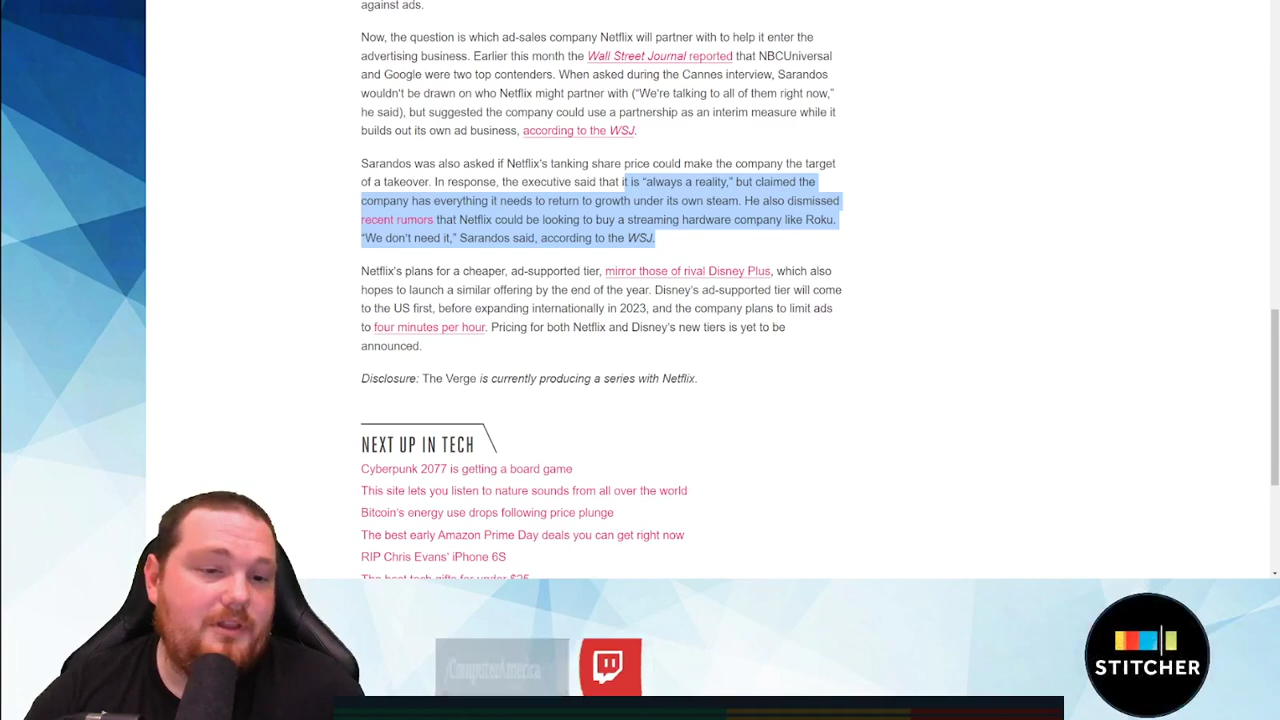 against ads.
Now, the question is which ad-sales company Netflix will partner with to help it enter the
advertising business. Earlier this month the Wall Street Journal reported that NBCUniversal
and Google were two top contenders. When asked during the Cannes interview, Sarandos
wouldn't be drawn on who Netflix might partner with (“We're talking to all of them right now,”
he said), but suggested the company could use a partnership as an interim measure while it
builds out its own ad business, according to the WSJ.
Sarandos was also asked if Netflix's tanking share price could make the company the target
of a takeover. In response, the executive said that it is “always a reality,” but claimed the
company has everything it needs to return to growth under its own steam. He also dismissed
recent rumors that Netflix could be looking to buy a streaming hardware company like Roku.
“We don't need it,” Sarandos said, according to the WSJ.
Netflix's plans for a cheaper, ad-supported tier, mirror those of rival Disney Plus, which also
hopes to launch a similar offering by the end of the year. Disney's ad-supported tier will come
to the US first, before expanding internationally in 2023, and the company plans to limit ads
to four minutes per hour. Pricing for both Netflix and Disney's new tiers is yet to be
announced.
Disclosure: The Verge is currently producing a series with Netflix.
NEXT UP IN TECH
Cyberpunk 2077 is getting a board game
This site lets you listen to nature sounds from all over the world
Bitcoin's energy use drops following price plunge
The best early Amazon Prime Day deals you can get right now
RIP Chris Evans' iPhone 6S
The best tech gifts for under $25
/ComputerAmerica
STITCHER